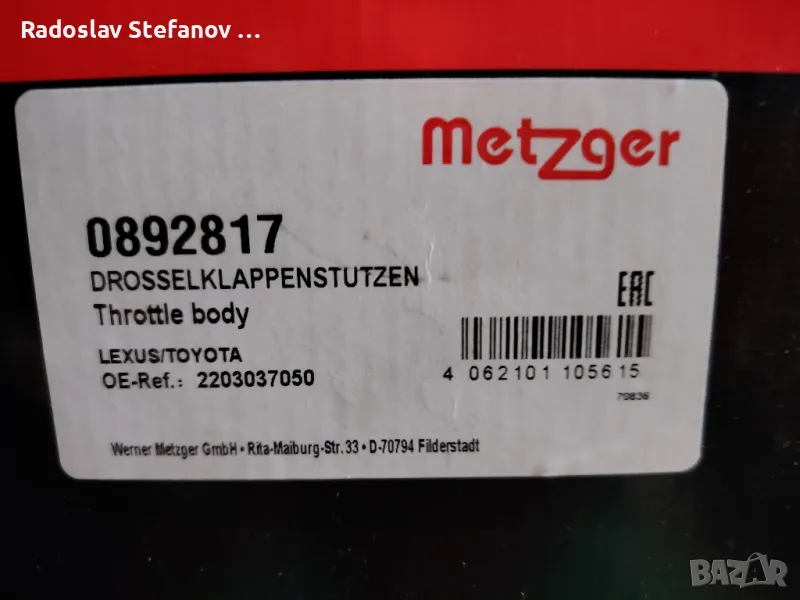 Radoslav Stefanov ...
Metzger
0892817
DROSSELKLAPPENSTUTZEN
Throttle body
EAC
LEXUS/TOYOTA
OE-Ref.: 2203037050
4 062101 105615
70836
Werner Metzger GmbH • Rita-Maiburg-Str. 33 • D-70794 Filderstadt
BAZAR